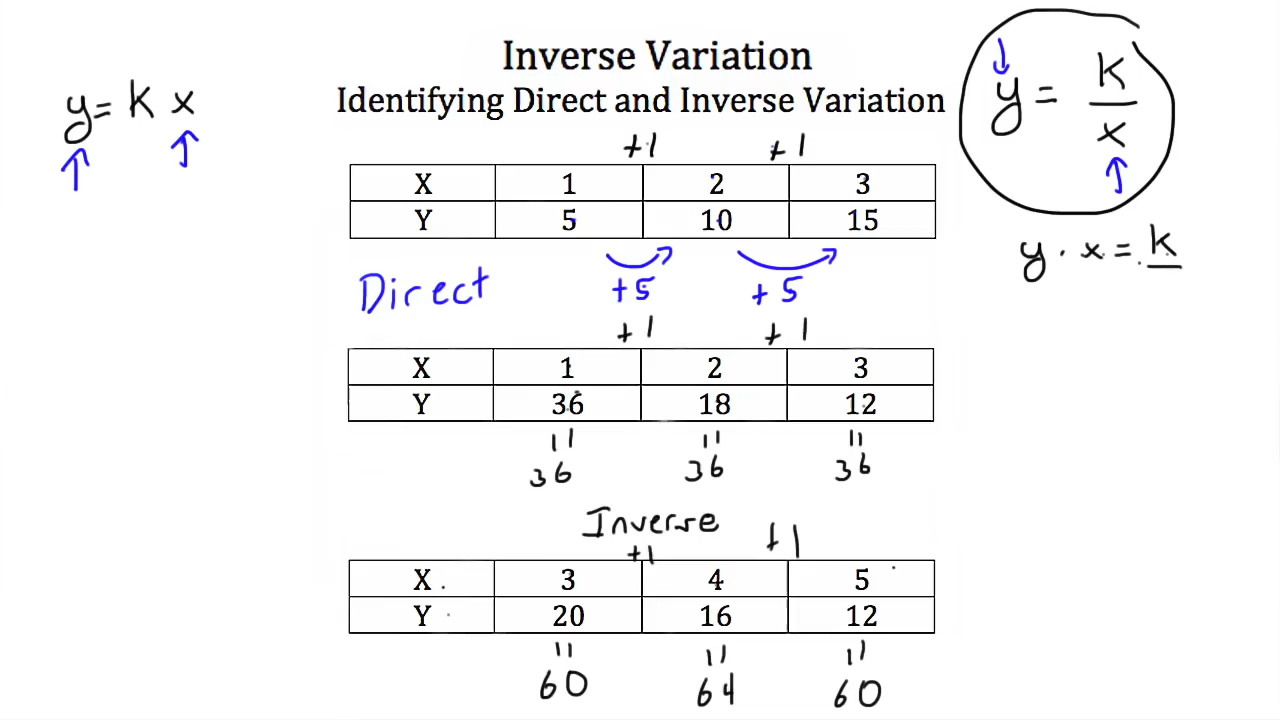 Inverse Variation
Identifying Direct and Inverse Variation
y = k x
y = k/x
y · x = k
+1 +1
X 1 2 3
Y 5 10 15
Direct +5 +5
+1 +1
X 1 2 3
Y 36 18 12
|| || ||
36 36 36
Inverse
+1 +1
X 3 4 5
Y 20 16 12
|| || ||
60 64 60